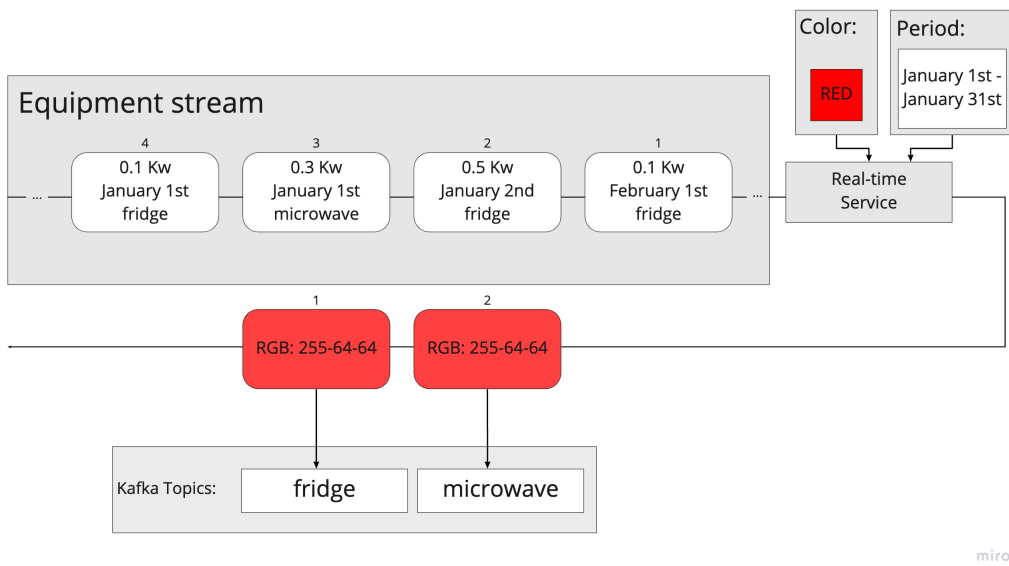 Color:
Period:
RED
January 1st -
January 31st
Equipment stream
4
3
2
1
0.1 Kw
January 1st
fridge
0.3 Kw
January 1st
microwave
0.5 Kw
January 2nd
fridge
0.1 Kw
February 1st
fridge
...
...
Real-time
Service
1
2
RGB: 255-64-64
RGB: 255-64-64
Kafka Topics:
fridge
microwave
miro